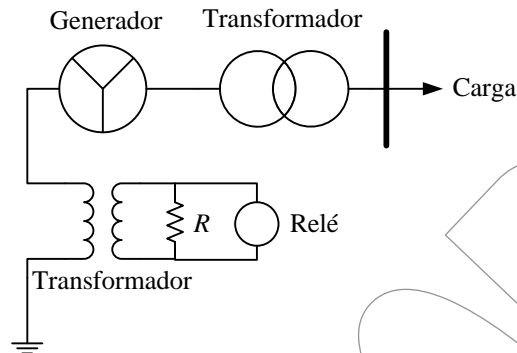 Generador
Transformador
Carga
R
Relé
Transformador